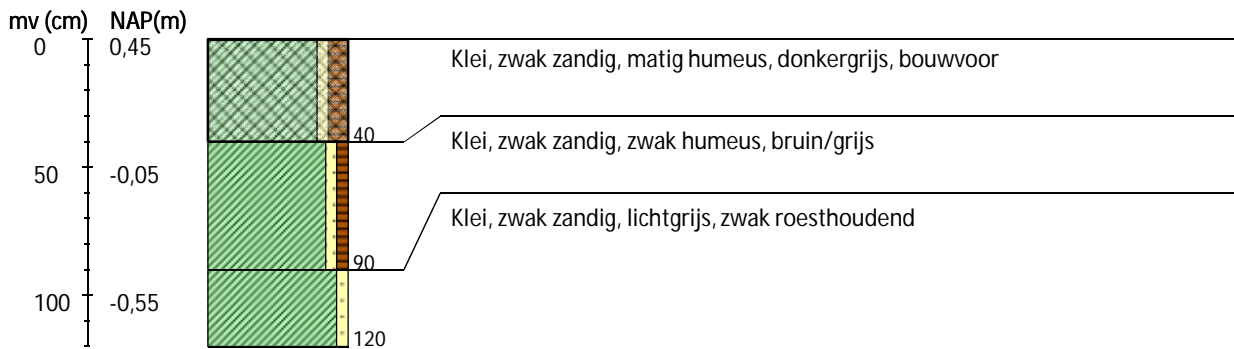 mv (cm) NAP(m)
0 0,45
Klei, zwak zandig, matig humeus, donkergrijs, bouwvoor
40
Klei, zwak zandig, zwak humeus, bruin/grijs
50 -0,05
Klei, zwak zandig, lichtgrijs, zwak roesthoudend
90
100 -0,55
120